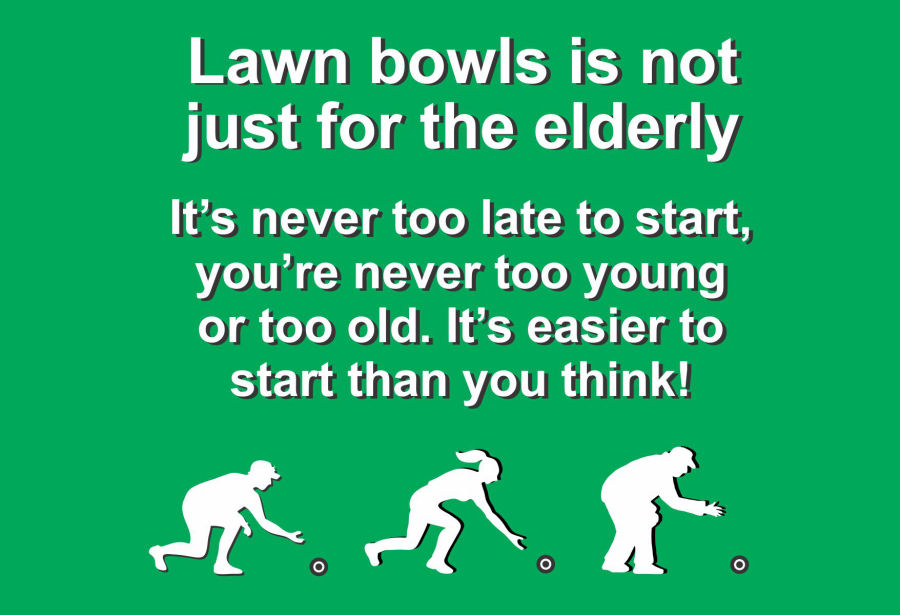 Lawn bowls is not
just for the elderly
It’s never too late to start,
you’re never too young
or too old. It’s easier to
start than you think!